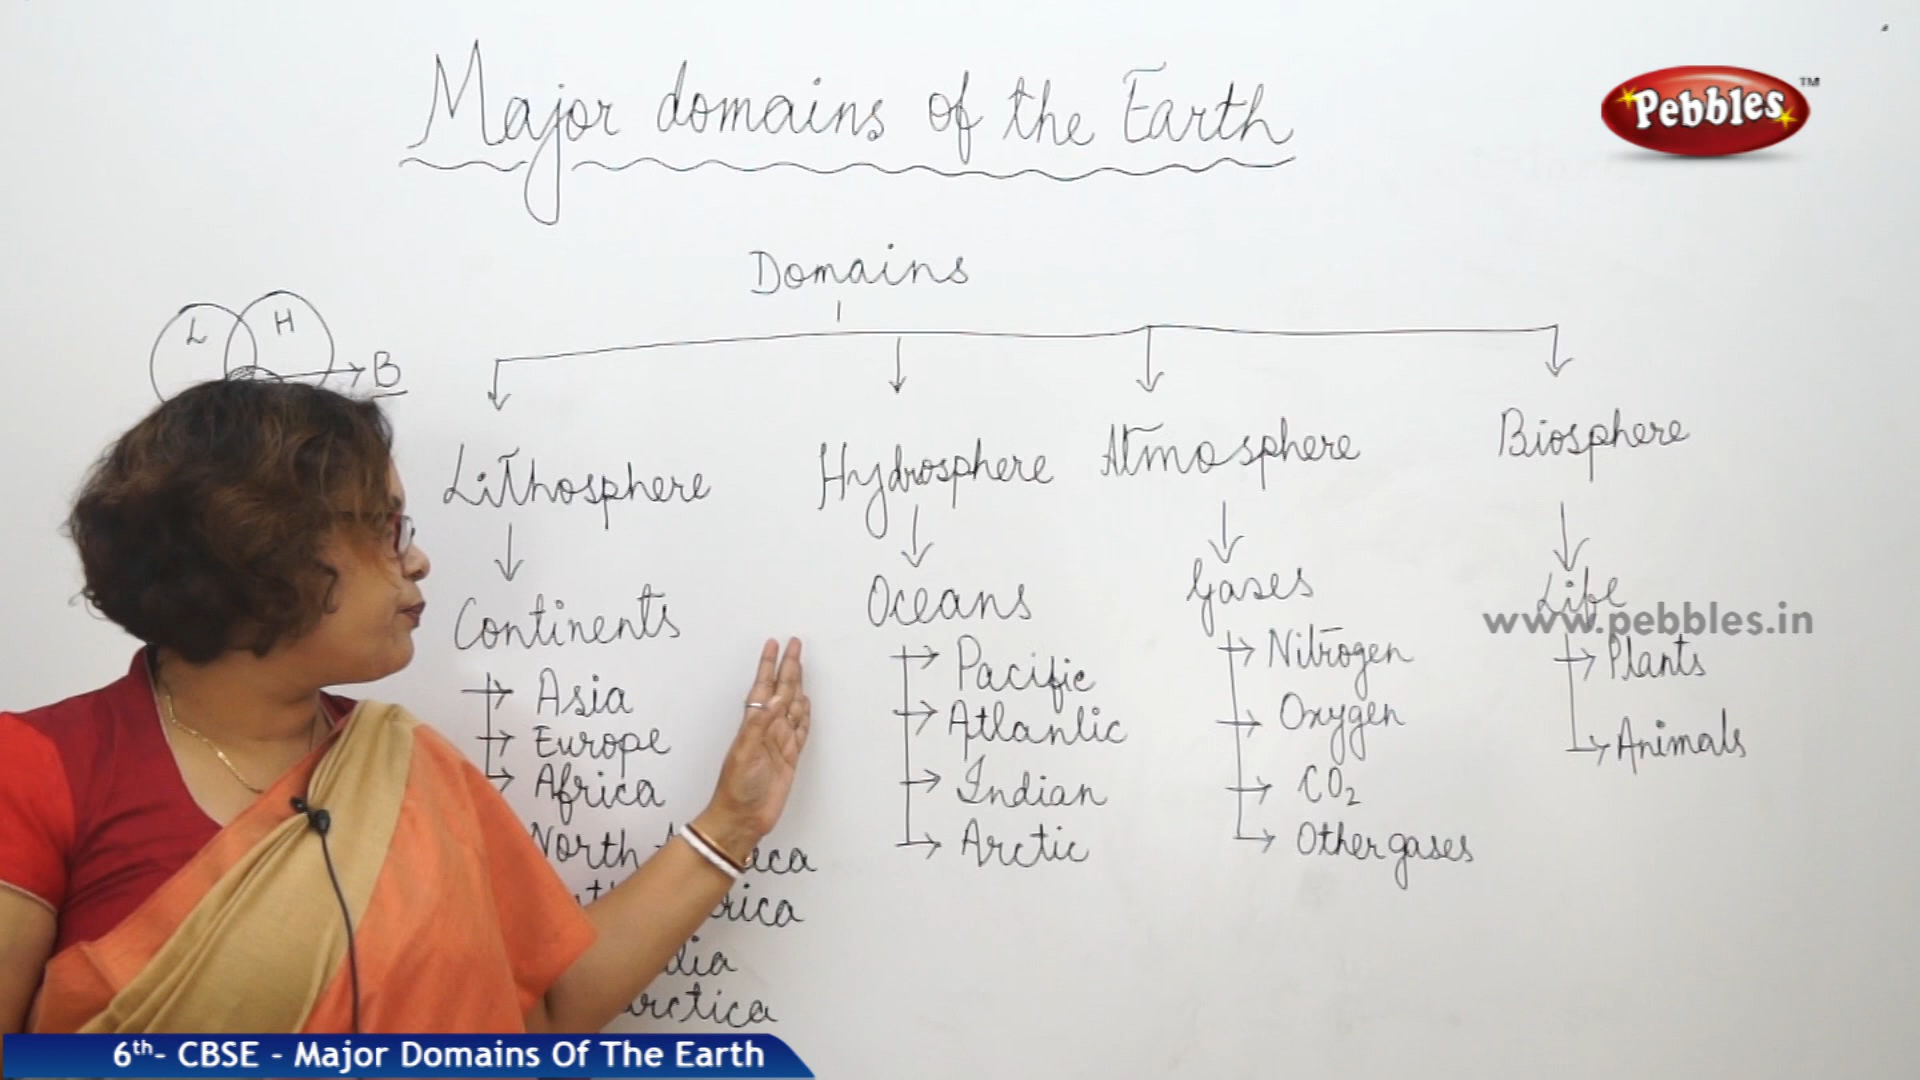 Major domains of the Earth
Pebbles™
Domains
L
H
B
Lithosphere
Hydrosphere
Atmosphere
Biosphere
Continents
Oceans
Gases
Life
www.pebbles.in
Asia
Europe
Africa
North
Pacific
Atlantic
Indian
Arctic
Nitrogen
Oxygen
CO2
Other gases
Plants
Animals
6th- CBSE - Major Domains Of The Earth